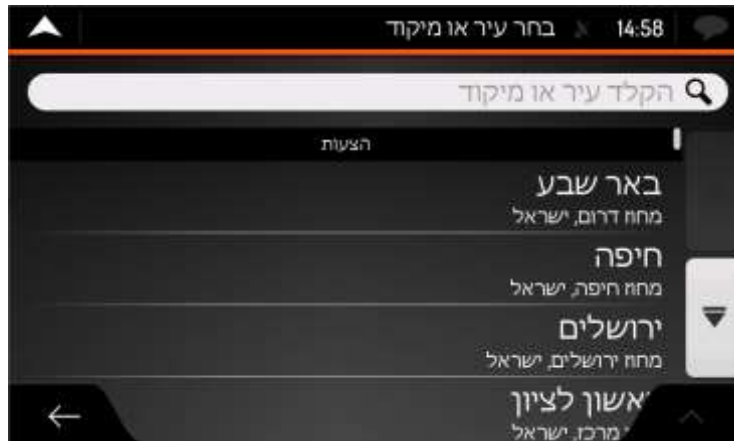 בחר עיר או מיקוד 14:58
הקלד עיר או מיקוד
הצעות
באר שבע
מחוז דרום, ישראל
חיפה
מחוז חיפה, ישראל
ירושלים
מחוז ירושלים, ישראל
לציון
מרכז, ישראל